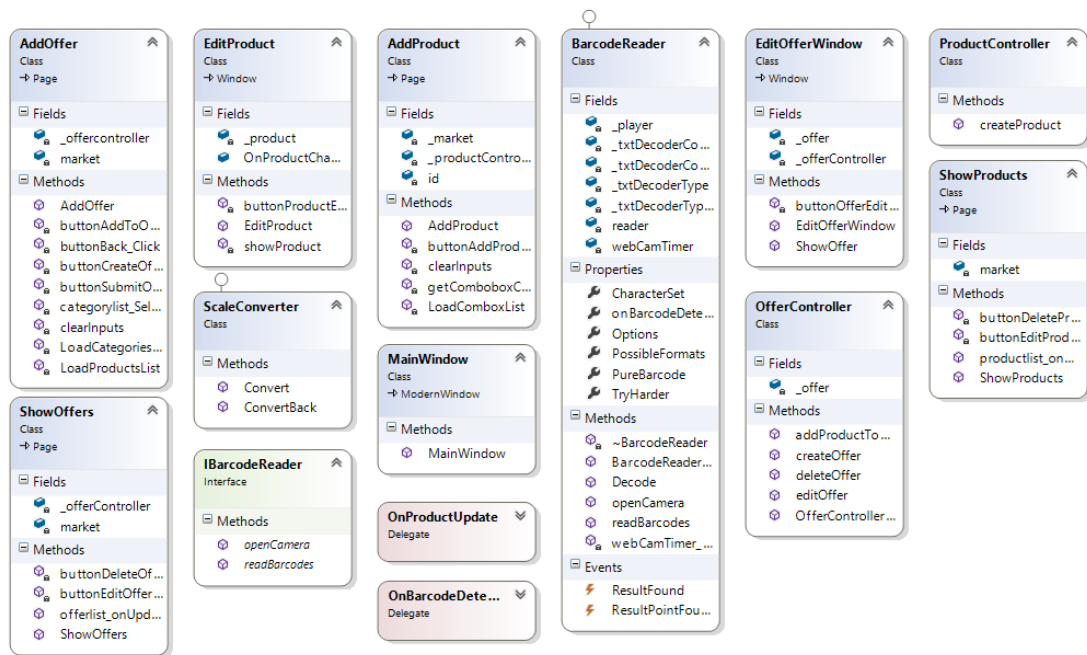 AddOffer
Class
Page
Fields
_offercontroller
market
Methods
AddOffer
buttonAddToO...
buttonBack_Click
buttonCreateOf...
buttonSubmitO...
categorylist_Sel...
clearInputs
LoadCategories...
LoadProductsList
ShowOffers
Class
Page
Fields
_offerController
market
Methods
buttonDeleteOf...
buttonEditOffer...
offerlist_onUpd...
ShowOffers
EditProduct
Class
Window
Fields
_product
OnProductCha...
Methods
buttonProductE...
EditProduct
showProduct
ScaleConverter
Class
Methods
Convert
ConvertBack
IBarcodeReader
Interface
Methods
openCamera
readBarcodes
AddProduct
Class
Page
Fields
_market
_productContro...
id
Methods
AddProduct
buttonAddProd...
clearInputs
getComboboxC...
LoadComboxList
MainWindow
Class
ModernWindow
Methods
MainWindow
OnProductUpdate
Delegate
OnBarcodeDete...
Delegate
BarcodeReader
Class
Fields
_player
_txtDecoderCo...
_txtDecoderCo...
_txtDecoderType
_txtDecoderTyp...
reader
webCamTimer
Properties
CharacterSet
onBarcodeDete...
Options
PossibleFormats
PureBarcode
TryHarder
Methods
~BarcodeReader
BarcodeReader...
Decode
openCamera
readBarcodes
webCamTimer_...
Events
ResultFound
ResultPointFou...
EditOfferWindow
Class
Window
Fields
_offer
_offerController
Methods
buttonOfferEdit...
EditOfferWindow
ShowOffer
OfferController
Class
Fields
_offer
Methods
addProductTo...
createOffer
deleteOffer
editOffer
OfferController...
ProductController
Class
Methods
createProduct
ShowProducts
Class
Page
Fields
market
Methods
buttonDeletePr...
buttonEditProd...
productlist_on...
ShowProducts